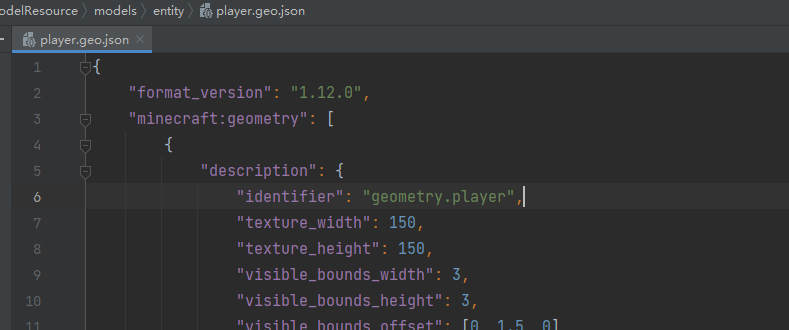 odelResource › models › entity › player.geo.json
player.geo.json ×
1 {
2 "format_version": "1.12.0",
3 "minecraft:geometry": [
4 {
5 "description": {
6 "identifier": "geometry.player",
7 "texture_width": 150,
8 "texture_height": 150,
9 "visible_bounds_width": 3,
10 "visible_bounds_height": 3,
11 "visible_bounds_offset": [0, 1.5, 0]